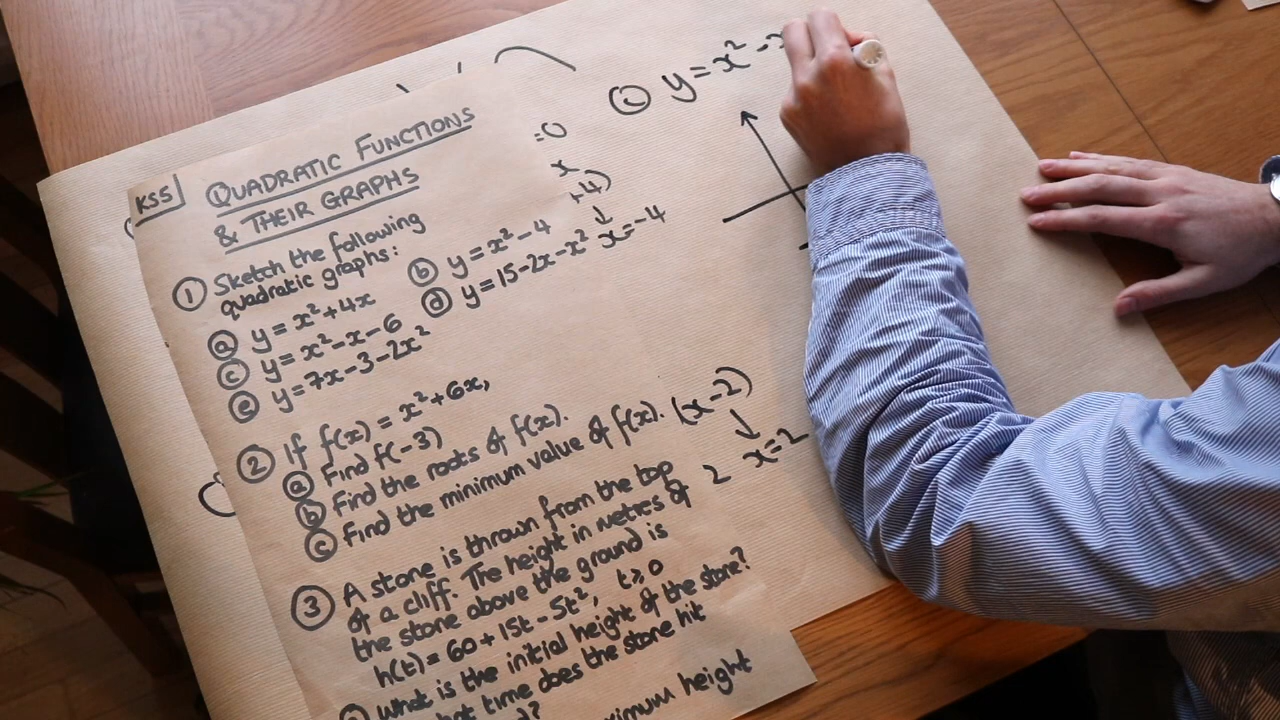 KS5
QUADRATIC FUNCTIONS
& THEIR GRAPHS
① Sketch the following
quadratic graphs:
ⓐ y = x² + 4x
ⓑ y = x² - 4
ⓒ y = x² - x - 6
ⓓ y = 15 - 2x - x²
ⓔ y = 7x - 3 - 2x²
② If f(x) = x² + 6x,
ⓐ Find f(-3)
ⓑ Find the roots of f(x).
ⓒ Find the minimum value of f(x).
③ A stone is thrown from the top
of a cliff. The height in metres of
the stone above the ground is
h(t) = 60 + 15t - 5t², t ≥ 0
What is the initial height of the stone?
time does the stone hit
height
=0
x
+4)
x=-4
(x-2)
x=2
2
ⓒ y = x² -